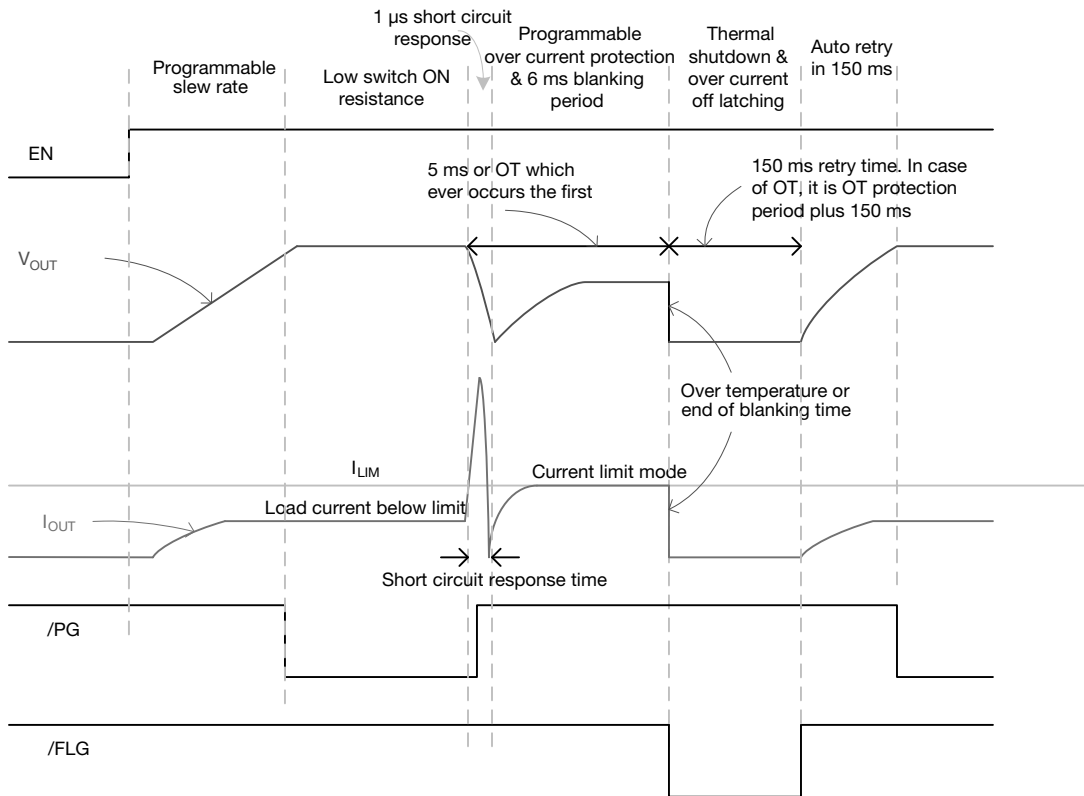 1 µs short circuit
response
Programmable
slew rate
Low switch ON
resistance
Programmable
over current protection
& 6 ms blanking
period
Thermal
shutdown &
over current
off latching
Auto retry
in 150 ms
EN
5 ms or OT which
ever occurs the first
150 ms retry time. In case
of OT, it is OT protection
period plus 150 ms
VOUT
Over temperature or
end of blanking time
ILIM
Current limit mode
Load current below limit
IOUT
Short circuit response time
/PG
/FLG